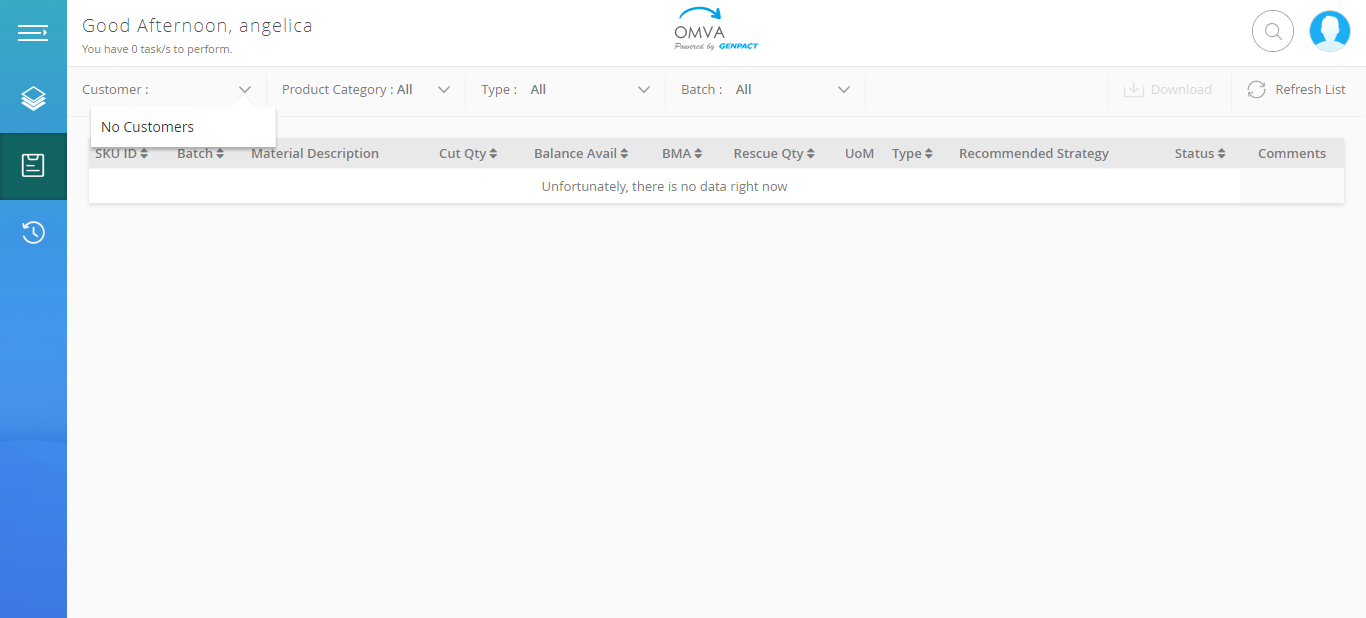 Good Afternoon, angelica
You have 0 task/s to perform.
OMVA
Powered by GENPACT
Customer :
Product Category : All
Type : All
Batch : All
Download
Refresh List
No Customers
SKU ID Batch Material Description Cut Qty Balance Avail BMA Rescue Qty UoM Type Recommended Strategy Status Comments
Unfortunately, there is no data right now